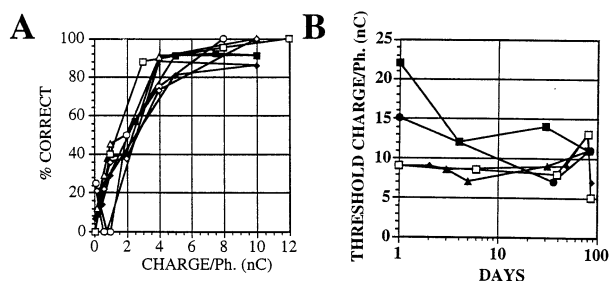 A
% CORRECT
100
80
60
40
20
0
0 2 4 6 8 10 12
CHARGE/Ph. (nC)
B
THRESHOLD CHARGE/Ph. (nC)
25
20
15
10
5
0
1 10 100
DAYS